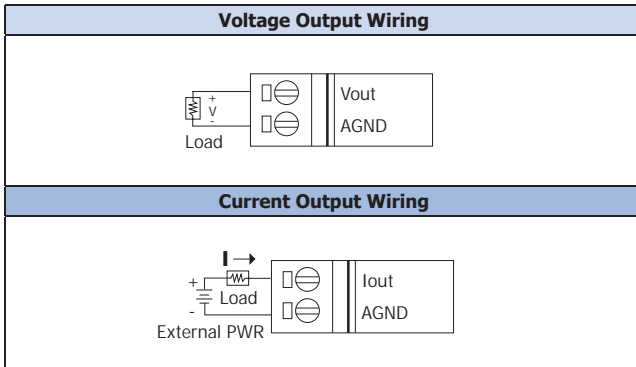 Voltage Output Wiring
+
V
-
Load
Vout
AGND
Current Output Wiring
I
+
-
Load
External PWR
Iout
AGND